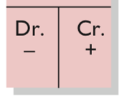 Dr. Cr.
– +